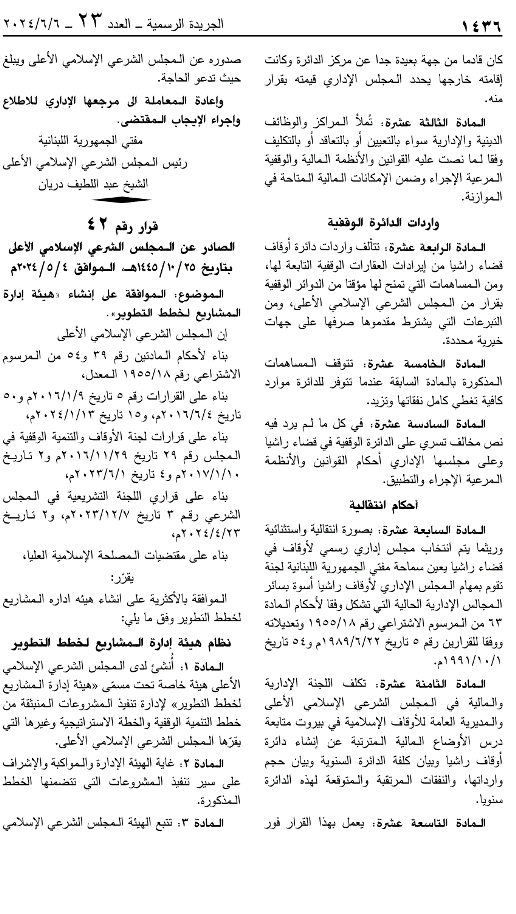 ١٤٣٦
الجريدة الرسمية ـ العدد ٢٣ ـ ٢٠٢٤/٦/٦
كان قادما من جهة بعيدة جدا عن مركز الدائرة وكانت
إقامته خارجها يحدد المجلس الإداري قيمته بقرار
منه.
المادة الثالثة عشرة: تُملأ المراكز والوظائف
الدينية والإدارية سواء بالتعيين أو بالتعاقد أو بالتكليف
وفقا لما نصت عليه القوانين والأنظمة المالية والوقفية
المرعية الإجراء وضمن الإمكانات المالية المتاحة في
الموازنة.
واردات الدائرة الوقفية
المادة الرابعة عشرة: تتألف واردات دائرة أوقاف
قضاء راشيا من إيرادات العقارات الوقفية التابعة لها،
ومن المساهمات التي تمنح لها مؤقتا من الدوائر الوقفية
بقرار من المجلس الشرعي الإسلامي الأعلى، ومن
التبرعات التي يشترط مقدموها صرفها على جهات
خيرية محددة.
المادة الخامسة عشرة: تتوقف المساهمات
المذكورة بالمادة السابقة عندما تتوفر للدائرة موارد
كافية تغطي كامل نفقاتها وتزيد.
المادة السادسة عشرة: في كل ما لم يرد فيه
نص مخالف تسري على الدائرة الوقفية في قضاء راشيا
وعلى مجلسها الإداري أحكام القوانين والأنظمة
المرعية الإجراء والتطبيق.
أحكام انتقالية
المادة السابعة عشرة: بصورة انتقالية واستثنائية
وريثما يتم انتخاب مجلس إداري رسمي لأوقاف في
قضاء راشيا يعين سماحة مفتي الجمهورية اللبنانية لجنة
تقوم بمهام المجلس الإداري لأوقاف راشيا أسوة بسائر
المجالس الإدارية الحالية التي تشكل وفقا لأحكام المادة
٦٣ من المرسوم الاشتراعي رقم ١٩٥٥/١٨ وتعديلاته
ووفقا للقرارين رقم ٥ تاريخ ١٩٨٩/٦/٢٢م و٥٤ تاريخ
١٩٩١/١٠/١م.
المادة الثامنة عشرة: تكلف اللجنة الإدارية
والمالية في المجلس الشرعي الإسلامي الأعلى
والمديرية العامة للأوقاف الإسلامية في بيروت متابعة
درس الأوضاع المالية المترتبة عن إنشاء دائرة
أوقاف راشيا وبيان كلفة الدائرة السنوية وبيان حجم
وارداتها، والنفقات المرتقبة والمتوقعة لهذه الدائرة
سنويا.
المادة التاسعة عشرة: يعمل بهذا القرار فور
صدوره عن المجلس الشرعي الإسلامي الأعلى ويبلغ
حيث تدعو الحاجة.
وإعادة المعاملة الى مرجعها الإداري للاطلاع
وإجراء الإيجاب المقتضى.
مفتي الجمهورية اللبنانية
رئيس المجلس الشرعي الإسلامي الأعلى
الشيخ عبد اللطيف دريان
قرار رقم ٤٢
الصادر عن المجلس الشرعي الإسلامي الأعلى
بتاريخ ١٤٤٥/١٠/٢٥هـ، الموافق ٢٠٢٤/٥/٤م
الموضوع: الموافقة على إنشاء «هيئة إدارة
المشاريع لخطط التطوير».
إن المجلس الشرعي الإسلامي الأعلى
بناء لأحكام المادتين رقم ٣٩ و٥٤ من المرسوم
الاشتراعي رقم ١٩٥٥/١٨ المعدل،
بناء على القرارات رقم ٥ تاريخ ٢٠١٦/١/٩م و٥٠
تاريخ ٢٠١٦/٦/٤م، و١٥ تاريخ ٢٠٢٤/١/١٣م،
بناء على قرارات لجنة الأوقاف والتنمية الوقفية في
المجلس رقم ٢٩ تاريخ ٢٠١٦/١١/٢٩م و٢ تاريخ
٢٠١٧/١/١٠م و٤ تاريخ ٢٠٢٣/٦/١م،
بناء على قراري اللجنة التشريعية في المجلس
الشرعي رقم ٣ تاريخ ٢٠٢٣/١٢/٧م، و٢ تاريخ
٢٠٢٤/٤/٢٣م،
بناء على مقتضيات المصلحة الإسلامية العليا،
يقرّر:
الموافقة بالأكثرية على انشاء هيئه اداره المشاريع
لخطط التطوير وفق ما يلي:
نظام هيئة إدارة المشاريع لخطط التطوير
المادة ١: أُنشئ لدى المجلس الشرعي الإسلامي
الأعلى هيئة خاصة تحت مسمّى «هيئة إدارة المشاريع
لخطط التطوير» لإدارة تنفيذ المشروعات المنبثقة من
خطط التنمية الوقفية والخطة الاستراتيجية وغيرها التي
يقرّها المجلس الشرعي الإسلامي الأعلى.
المادة ٢: غاية الهيئة الإدارة والمواكبة والإشراف
على سير تنفيذ المشروعات التي تتضمنها الخطط
المذكورة.
المادة ٣: تتبع الهيئة المجلس الشرعي الإسلامي